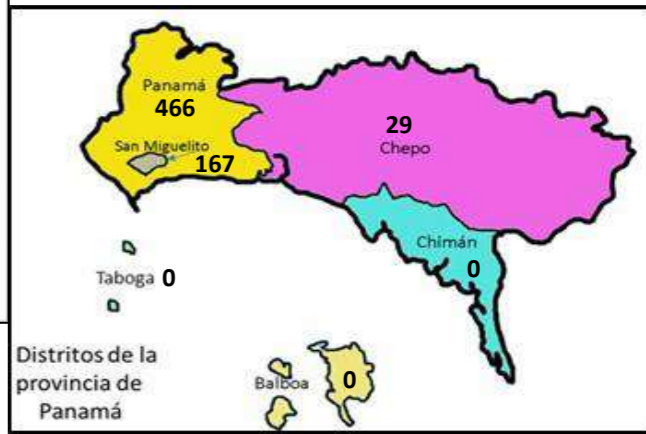 Panamá
466
San Miguelito
167
29
Chepo
Chimán
0
Taboga 0
Balboa 0
Distritos de la
provincia de
Panamá